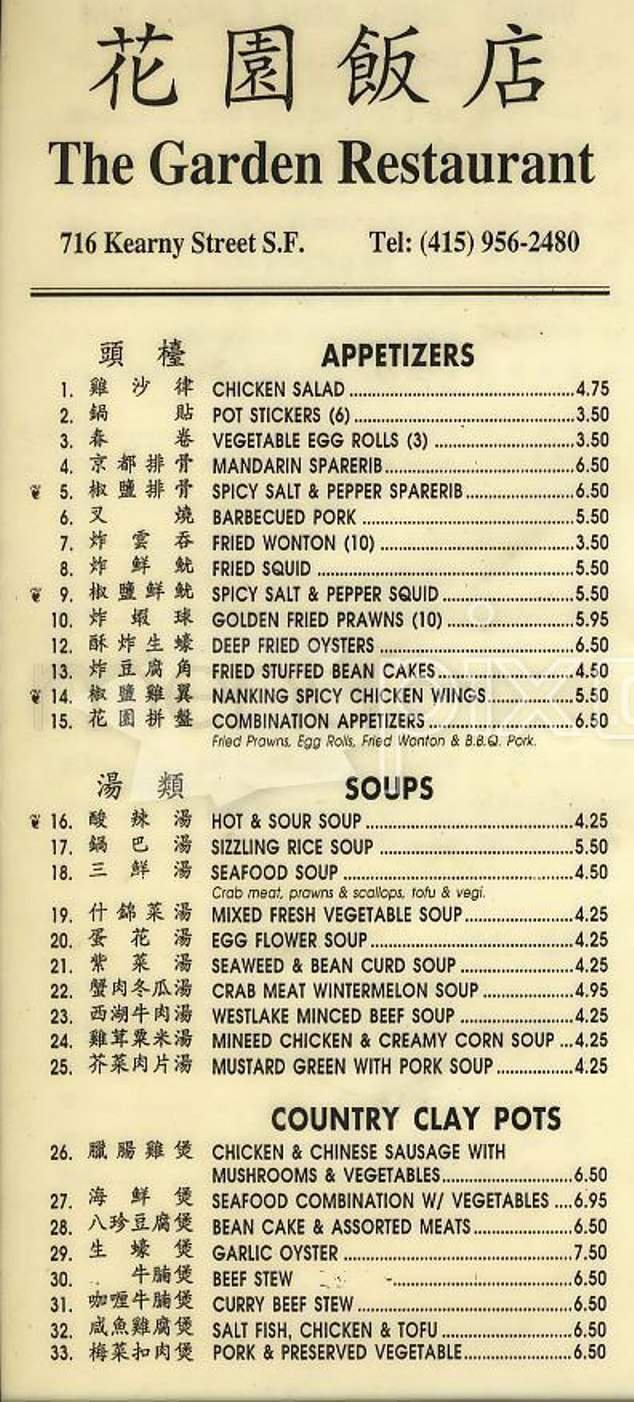 花園飯店
The Garden Restaurant
716 Kearny Street S.F. Tel: (415) 956-2480
頭檯 APPETIZERS
1. 雞沙律 CHICKEN SALAD 4.75
2. 鍋貼 POT STICKERS (6) 3.50
3. 春卷 VEGETABLE EGG ROLLS (3) 3.50
4. 京都排骨 MANDARIN SPARERIB 6.50
5. 椒鹽排骨 SPICY SALT & PEPPER SPARERIB 6.50
6. 叉燒 BARBECUED PORK 5.50
7. 炸雲吞 FRIED WONTON (10) 3.50
8. 炸鮮魷 FRIED SQUID 5.50
9. 椒鹽鮮魷 SPICY SALT & PEPPER SQUID 5.50
10. 炸蝦球 GOLDEN FRIED PRAWNS (10) 5.95
12. 酥炸生蠔 DEEP FRIED OYSTERS 6.50
13. 炸豆腐角 FRIED STUFFED BEAN CAKES 4.50
14. 椒鹽雞翼 NANKING SPICY CHICKEN WINGS 5.50
15. 花園拼盤 COMBINATION APPETIZERS 6.50
Fried Prawns, Egg Rolls, Fried Wonton & B.B.Q. Pork.
湯類 SOUPS
16. 酸辣湯 HOT & SOUR SOUP 4.25
17. 鍋巴湯 SIZZLING RICE SOUP 5.50
18. 三鮮湯 SEAFOOD SOUP 4.50
Crab meat, prawns & scallops, tofu & vegi.
19. 什錦菜湯 MIXED FRESH VEGETABLE SOUP 4.25
20. 蛋花湯 EGG FLOWER SOUP 4.25
21. 紫菜湯 SEAWEED & BEAN CURD SOUP 4.25
22. 蟹肉冬瓜湯 CRAB MEAT WINTERMELON SOUP 4.95
23. 西湖牛肉湯 WESTLAKE MINCED BEEF SOUP 4.25
24. 雞茸粟米湯 MINEED CHICKEN & CREAMY CORN SOUP 4.25
25. 芥菜肉片湯 MUSTARD GREEN WITH PORK SOUP 4.25
COUNTRY CLAY POTS
26. 臘腸雞煲 CHICKEN & CHINESE SAUSAGE WITH
MUSHROOMS & VEGETABLES 6.50
27. 海鮮煲 SEAFOOD COMBINATION W/ VEGETABLES 6.95
28. 八珍豆腐煲 BEAN CAKE & ASSORTED MEATS 6.50
29. 生蠔煲 GARLIC OYSTER 7.50
30. 牛腩煲 BEEF STEW 6.50
31. 咖喱牛腩煲 CURRY BEEF STEW 6.50
32. 咸魚雞腐煲 SALT FISH, CHICKEN & TOFU 6.50
33. 梅菜扣肉煲 PORK & PRESERVED VEGETABLE 6.50